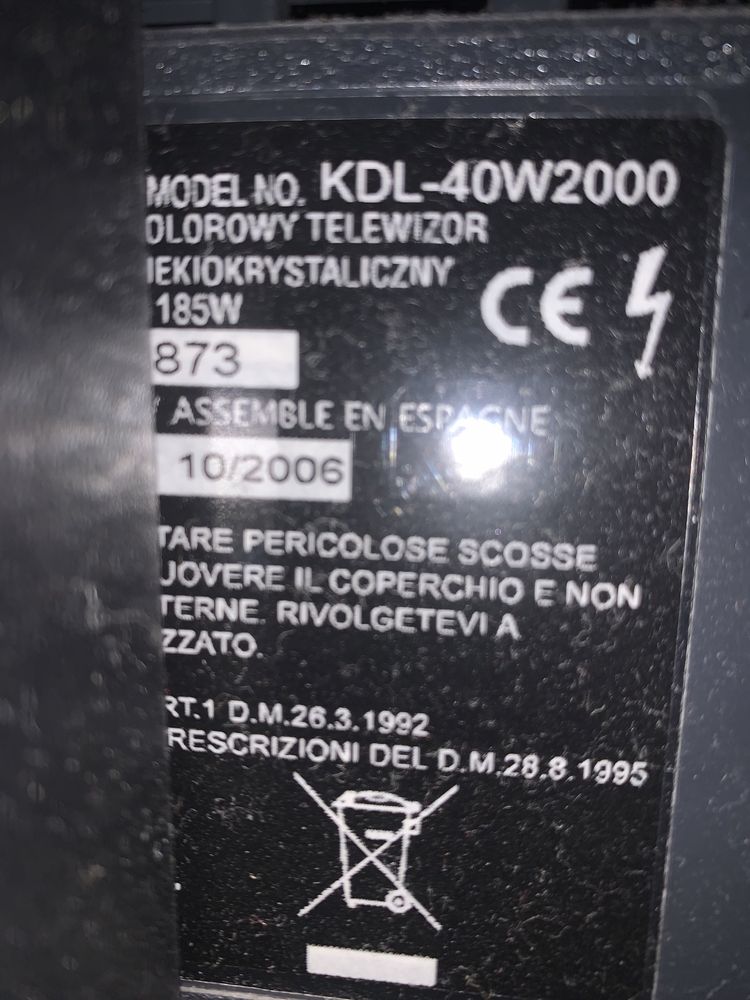 MODEL NO. KDL-40W2000
OLOROWY TELEWIZOR
IEKIOKRYSTALICZNY
185W
CE
873
ASSEMBLE EN ESPAGNE
10/2006
TARE PERICOLOSE SCOSSE
UOVERE IL COPERCHIO E NON
TERNE. RIVOLGETEVI A
ZZATO.
RT.1 D.M.26.3.1992
RESCRIZIONI DEL D.M.28.8.1995